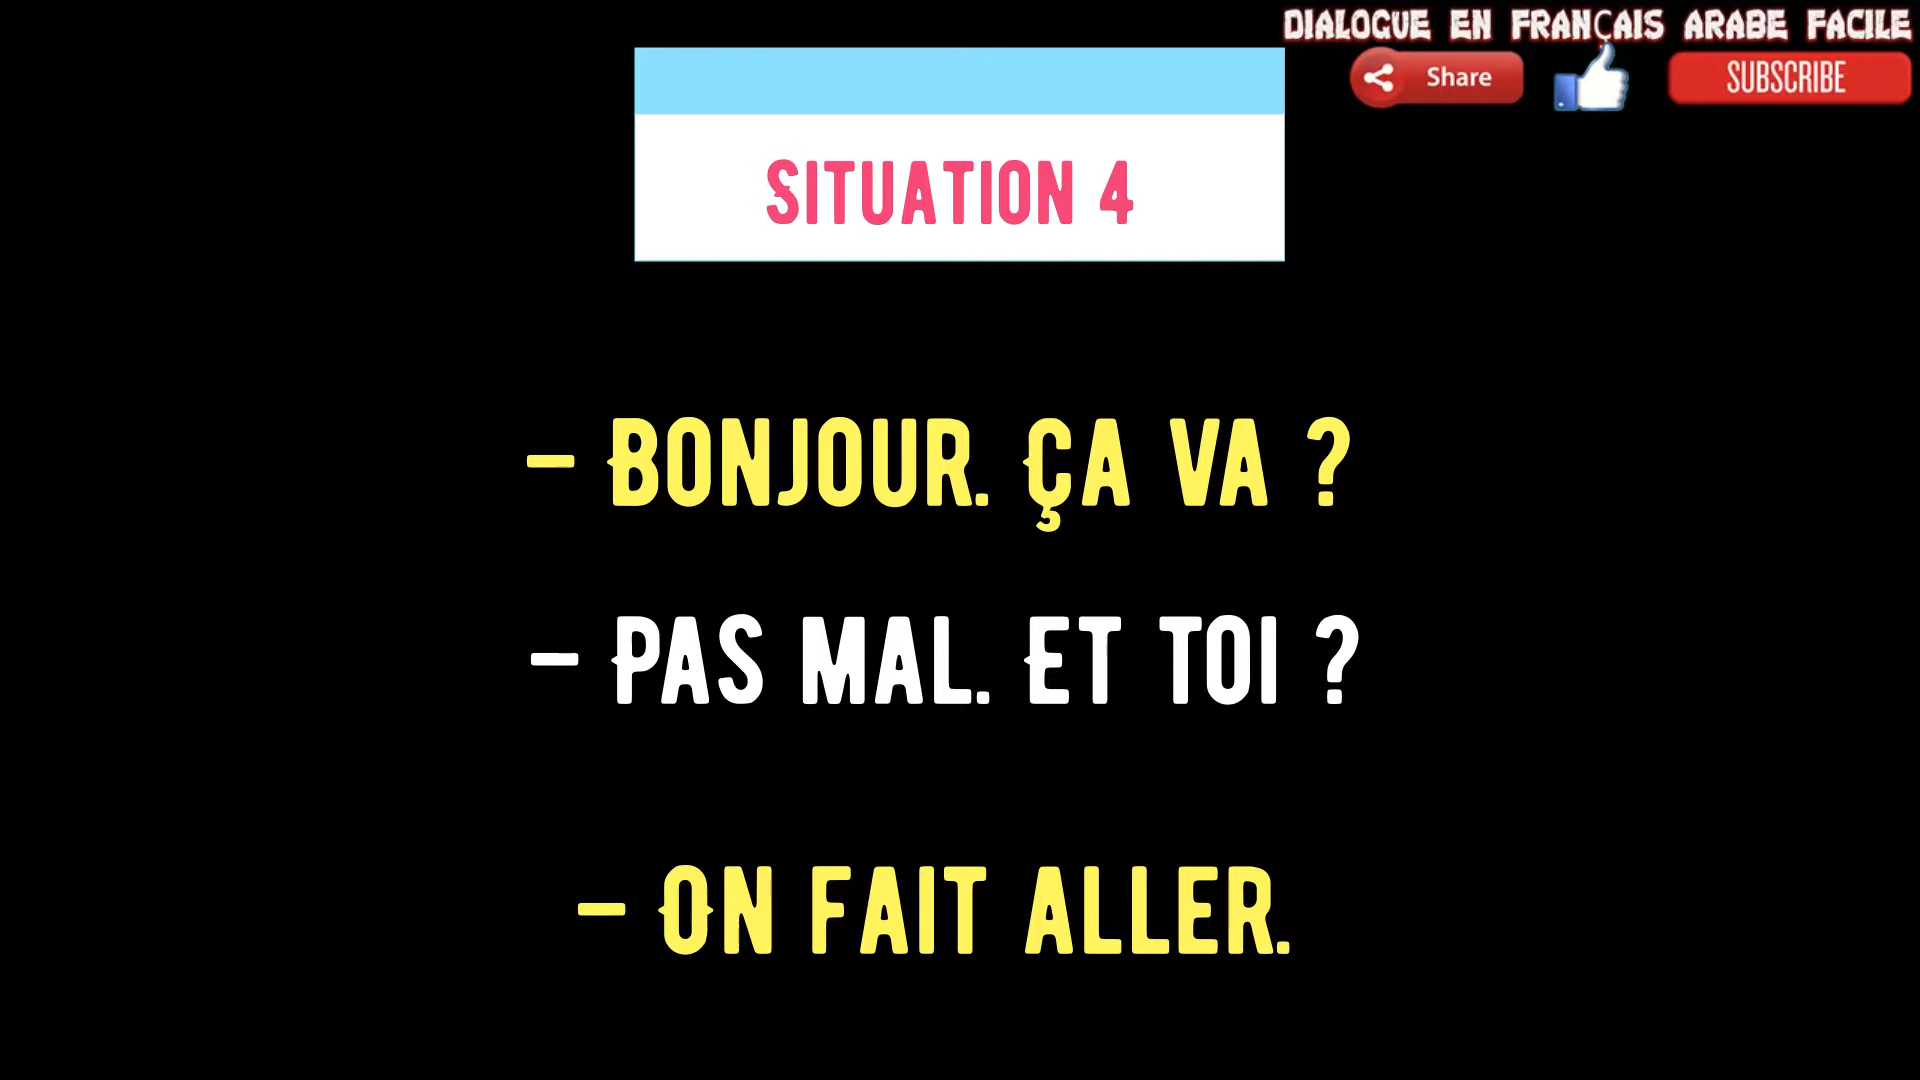 DIALOGUE EN FRANÇAIS ARABE FACILE
Share
SUBSCRIBE
SITUATION 4
- BONJOUR. ÇA VA ?
- PAS MAL. ET TOI ?
- ON FAIT ALLER.